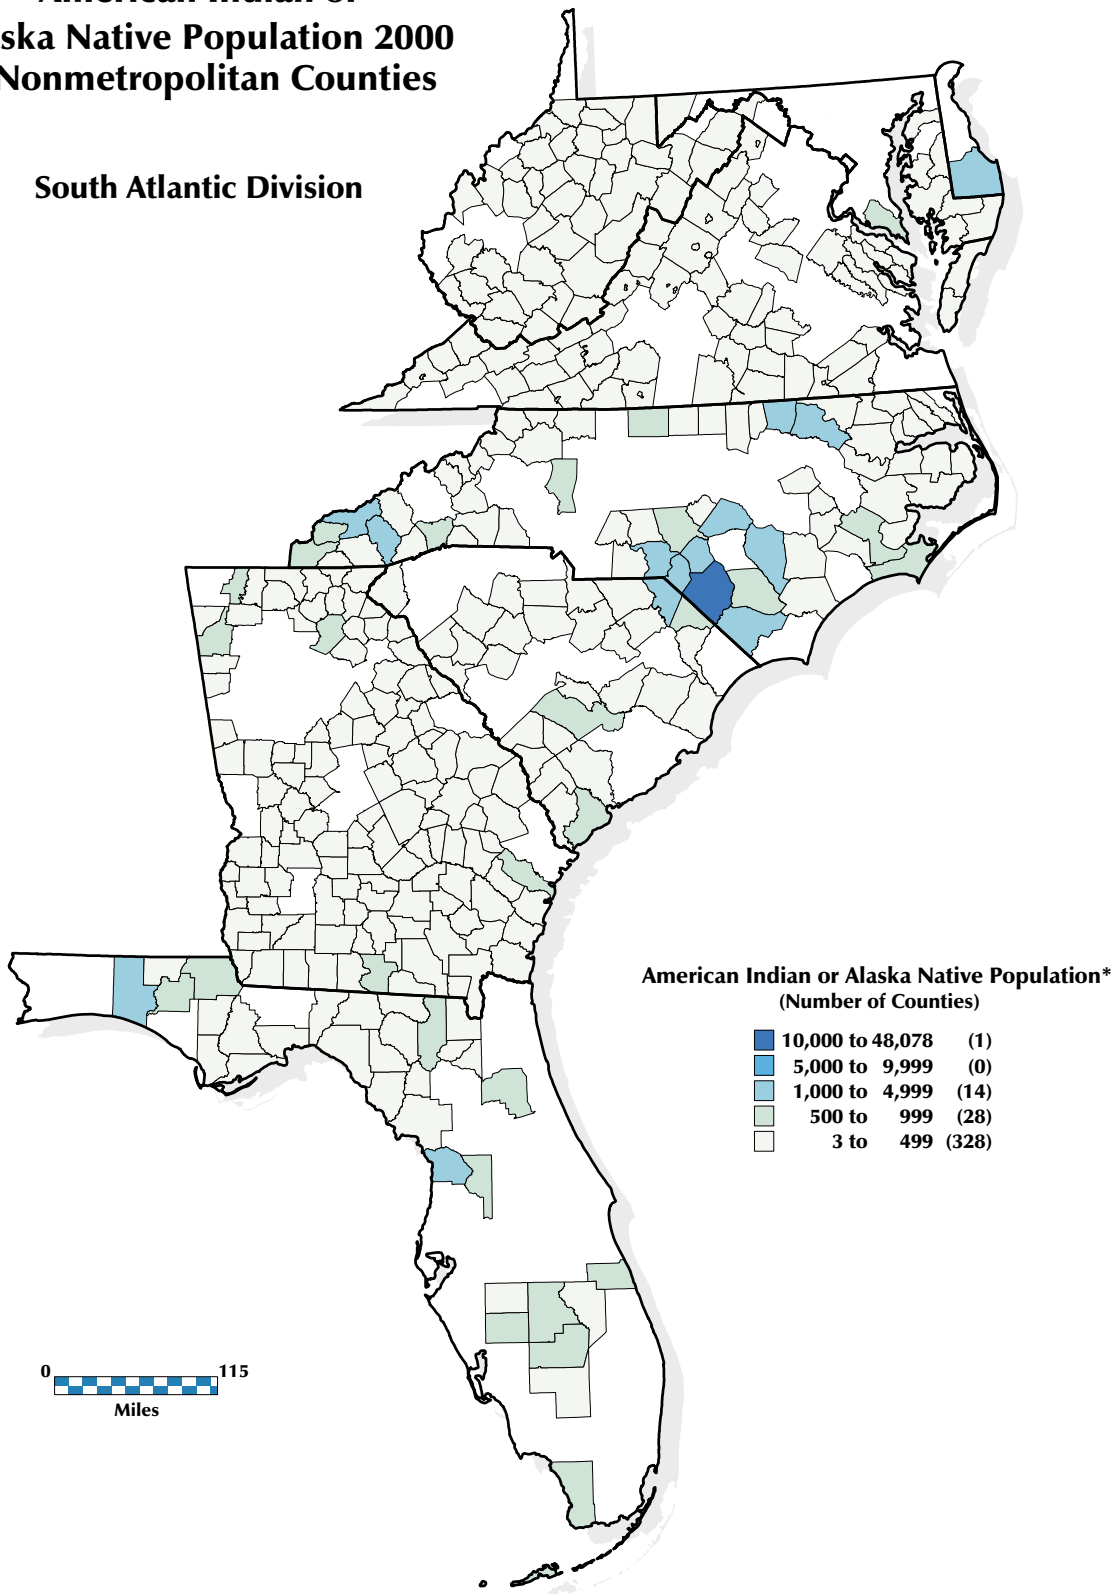 ska Native Population 2000
Nonmetropolitan Counties
South Atlantic Division
American Indian or Alaska Native Population*
(Number of Counties)
10,000 to 48,078 (1)
5,000 to 9,999 (0)
1,000 to 4,999 (14)
500 to 999 (28)
3 to 499 (328)
0 115
Miles